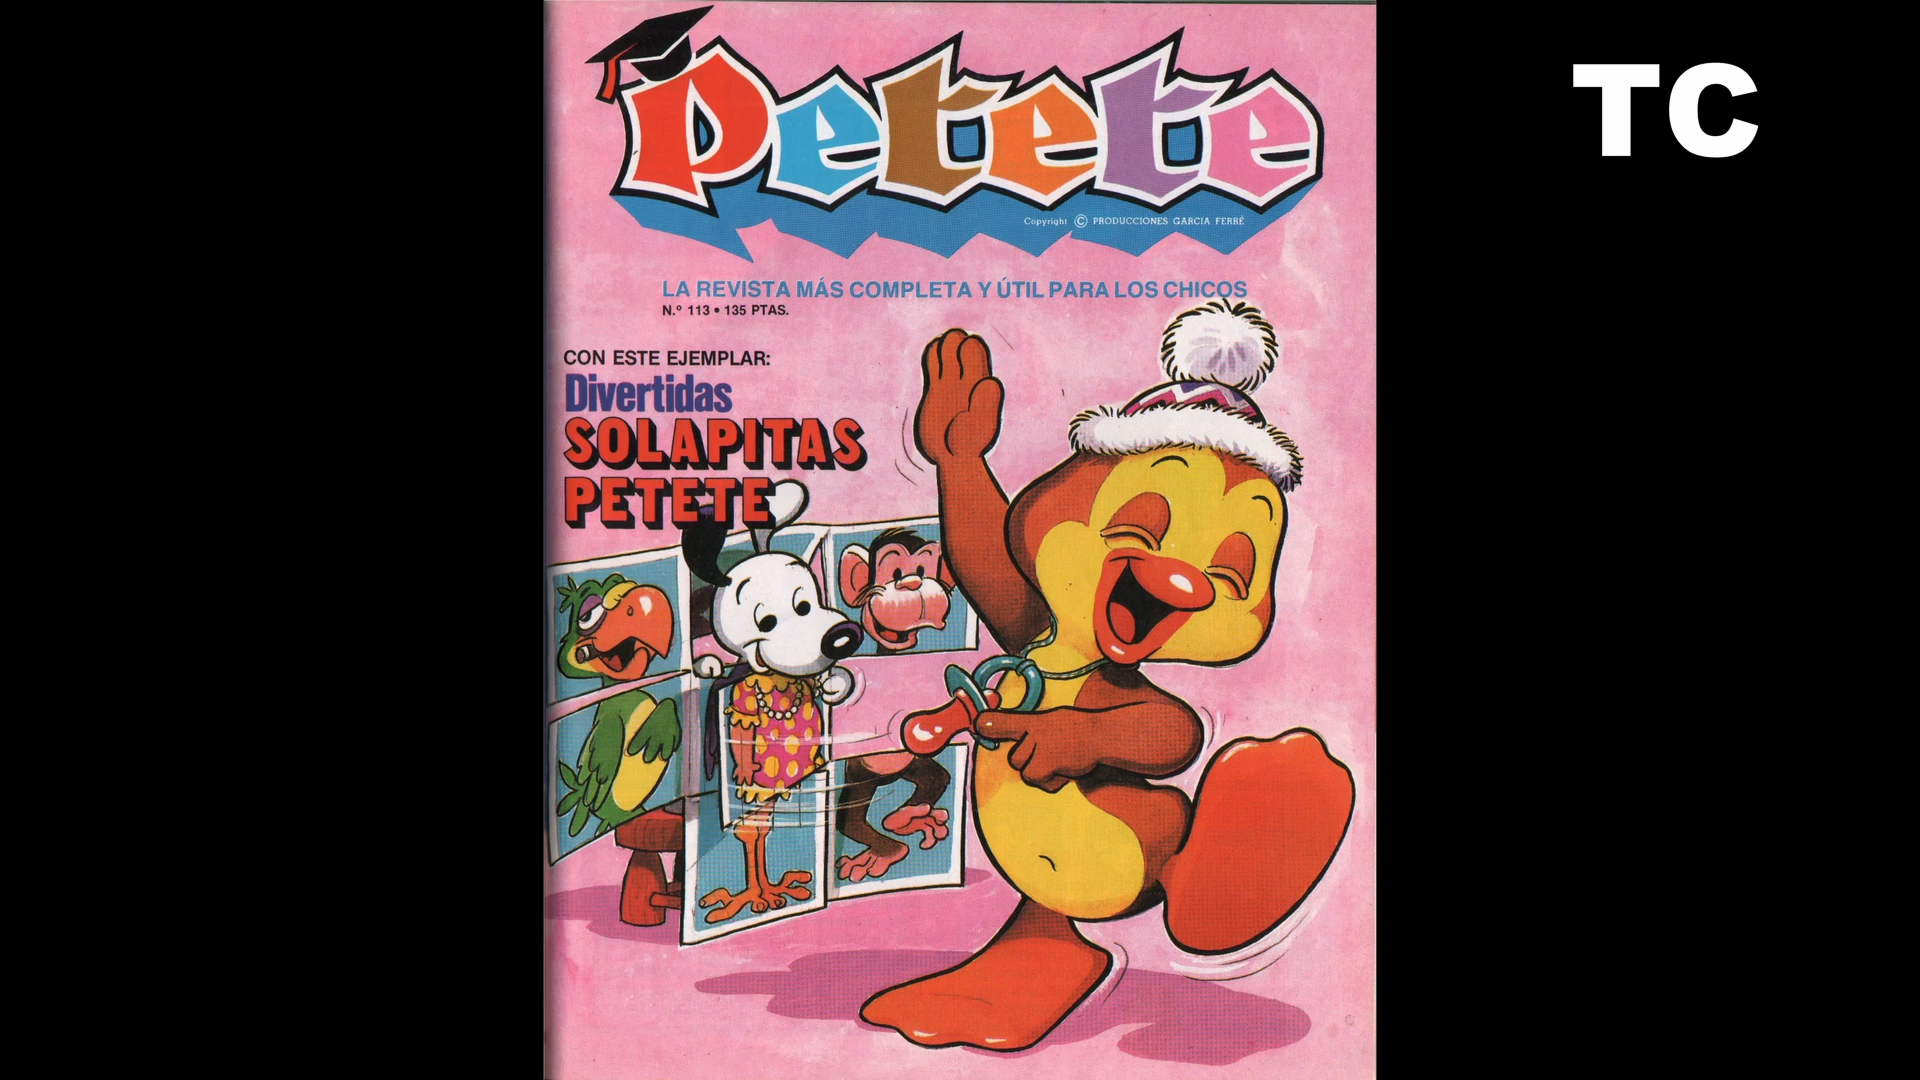 TC
Petete
Copyright © PRODUCCIONES GARCIA FERRÉ
LA REVISTA MÁS COMPLETA Y ÚTIL PARA LOS CHICOS
N.º 113 • 135 PTAS.
CON ESTE EJEMPLAR:
Divertidas
SOLAPITAS
PETETE